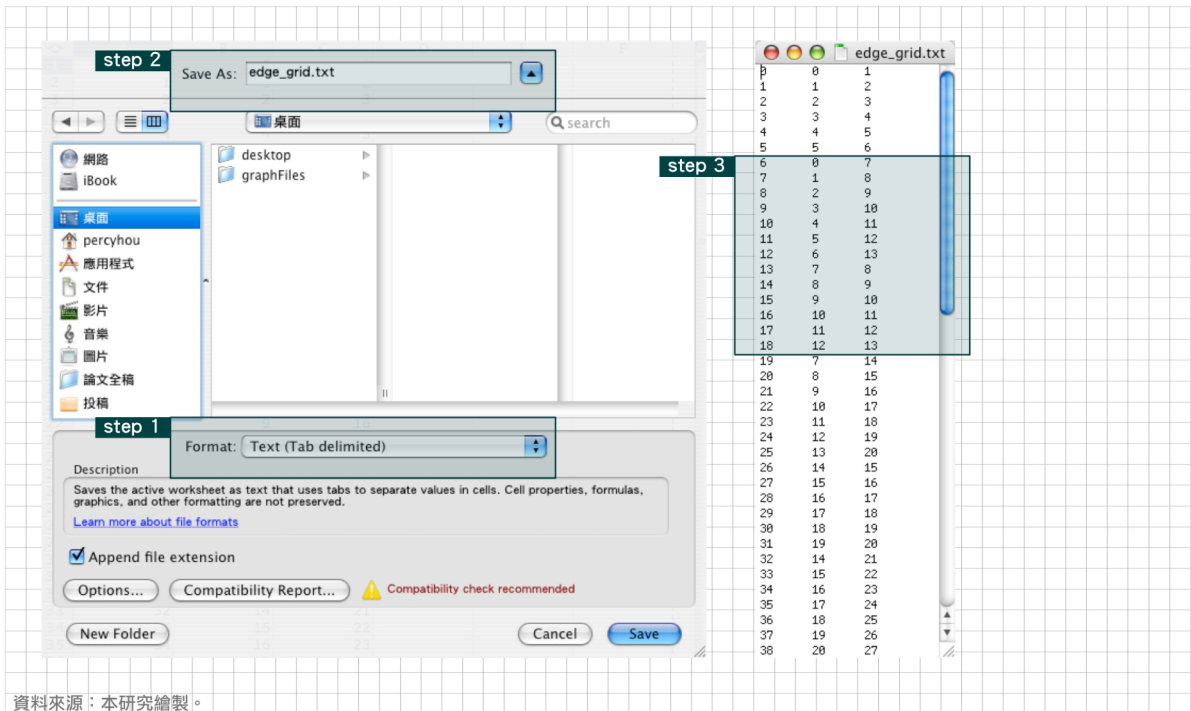 step 2
Save As: edge_grid.txt
桌面
search
網路
iBook
桌面
percyhou
應用程式
文件
影片
音樂
圖片
論文全稿
投稿
desktop
graphFiles
step 1
Format: Text (Tab delimited)
Description
Saves the active worksheet as text that uses tabs to separate values in cells. Cell properties, formulas,
graphics, and other formatting are not preserved.
Learn more about file formats
Append file extension
Options... Compatibility Report... Compatibility check recommended
New Folder Cancel Save
edge_grid.txt
step 3
0 0 1
1 1 2
2 2 3
3 3 4
4 4 5
5 5 6
6 0 7
7 1 8
8 2 9
9 3 10
10 4 11
11 5 12
12 6 13
13 7 8
14 8 9
15 9 10
16 10 11
17 11 12
18 12 13
19 7 14
20 8 15
21 9 16
22 10 17
23 11 18
24 12 19
25 13 20
26 14 15
27 15 16
28 16 17
29 17 18
30 18 19
31 19 20
32 14 21
33 15 22
34 16 23
35 17 24
36 18 25
37 19 26
38 20 27
資料來源：本研究繪製。